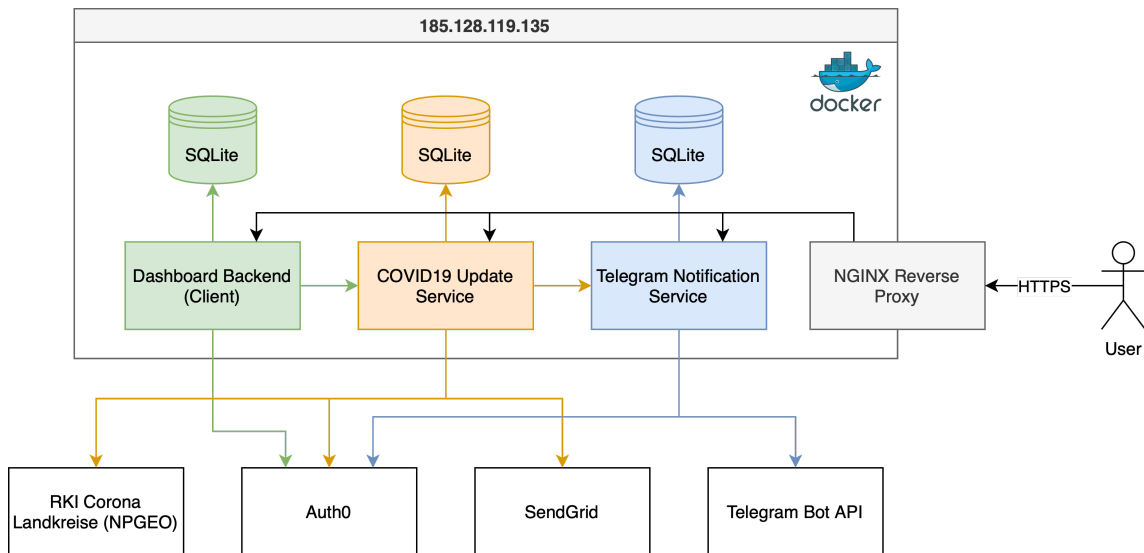 185.128.119.135
docker
SQLite
SQLite
SQLite
Dashboard Backend
(Client)
COVID19 Update
Service
Telegram Notification
Service
NGINX Reverse
Proxy
HTTPS
User
RKI Corona
Landkreise (NPGEO)
Auth0
SendGrid
Telegram Bot API